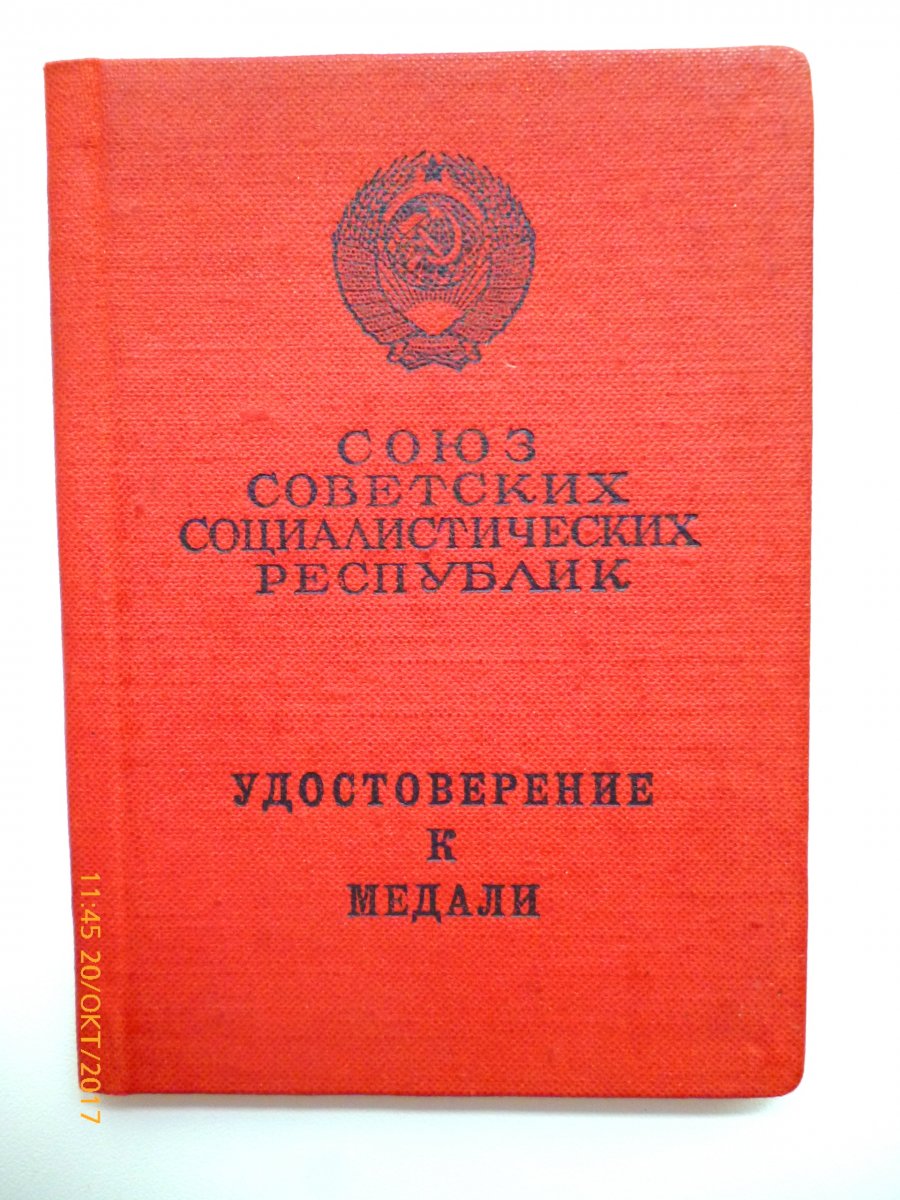 СОЮЗ
СОВЕТСКИХ
СОЦИАЛИСТИЧЕСКИХ
РЕСПУБЛИК
УДОСТОВЕРЕНИЕ
К
МЕДАЛИ
11:45 20/ОКТ/2017